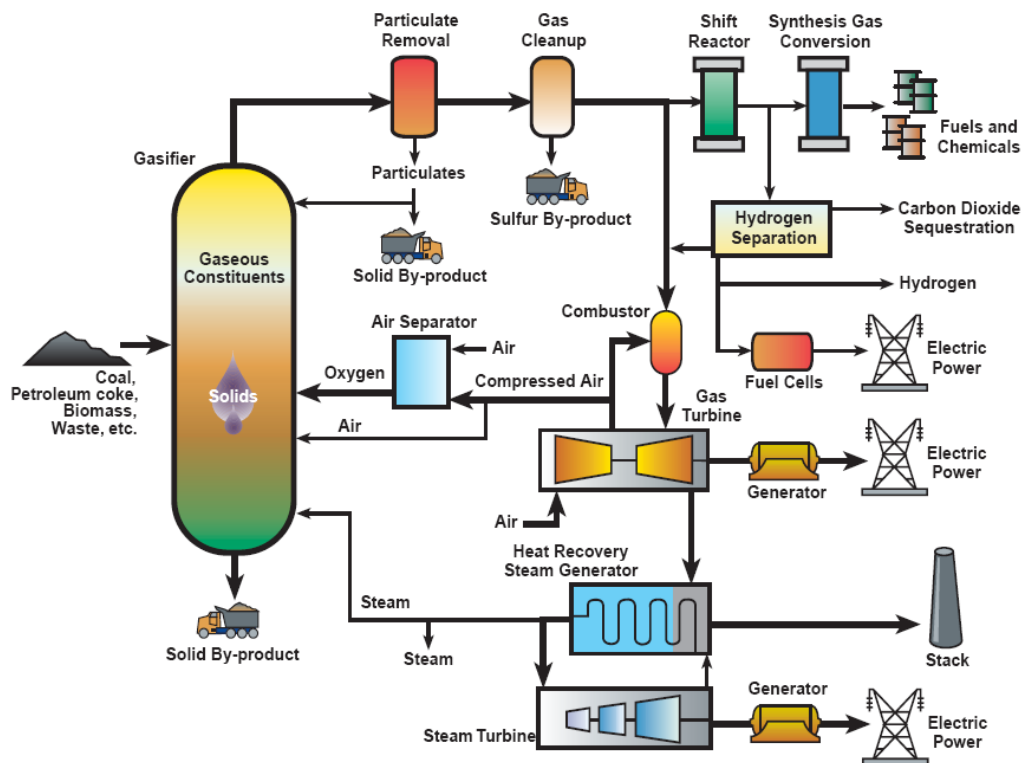 Particulate
Removal
Gas
Cleanup
Shift
Reactor
Synthesis Gas
Conversion
Fuels and
Chemicals
Gasifier
Particulates
Sulfur By-product
Solid By-product
Hydrogen
Separation
Carbon Dioxide
Sequestration
Hydrogen
Gaseous
Constituents
Air Separator
Air
Combustor
Fuel Cells
Electric
Power
Coal,
Petroleum coke,
Biomass,
Waste, etc.
Solids
Oxygen
Compressed Air
Air
Gas
Turbine
Generator
Electric
Power
Air
Heat Recovery
Steam Generator
Steam
Steam
Stack
Solid By-product
Steam Turbine
Generator
Electric
Power